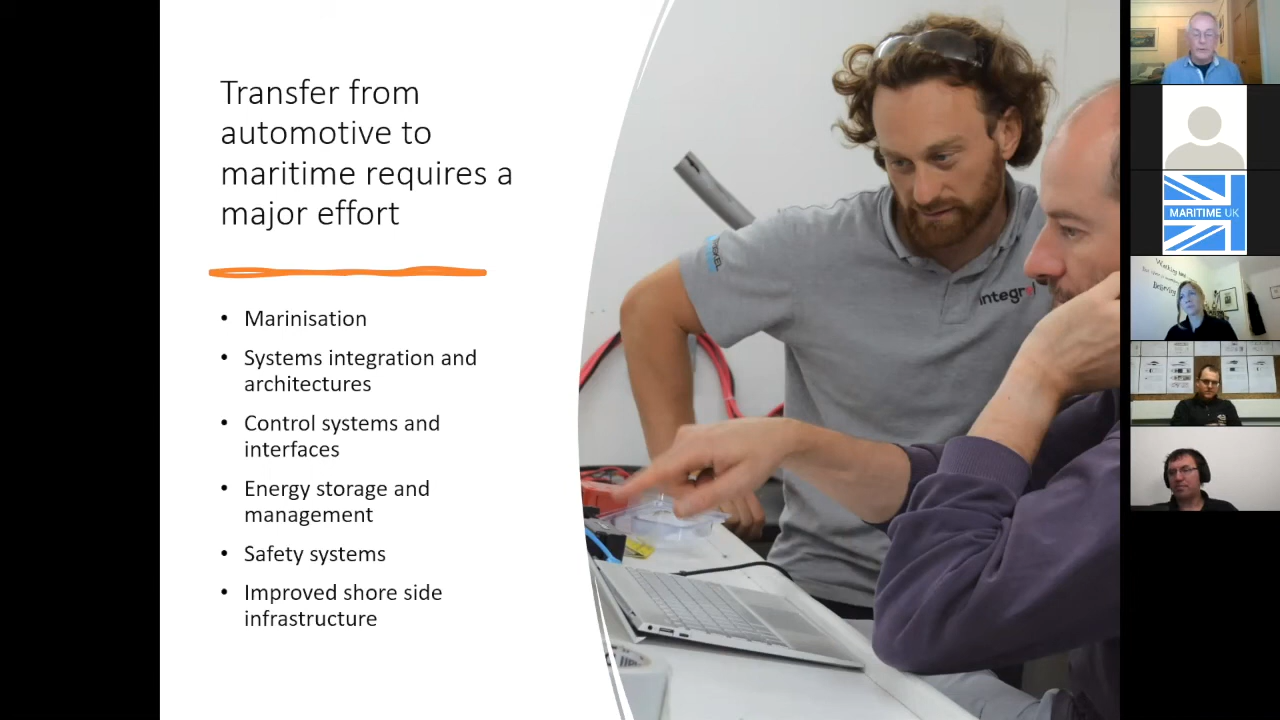 Transfer from
automotive to
maritime requires a
major effort
• Marinisation
• Systems integration and
architectures
• Control systems and
interfaces
• Energy storage and
management
• Safety systems
• Improved shore side
infrastructure
MARITIME UK
Believing